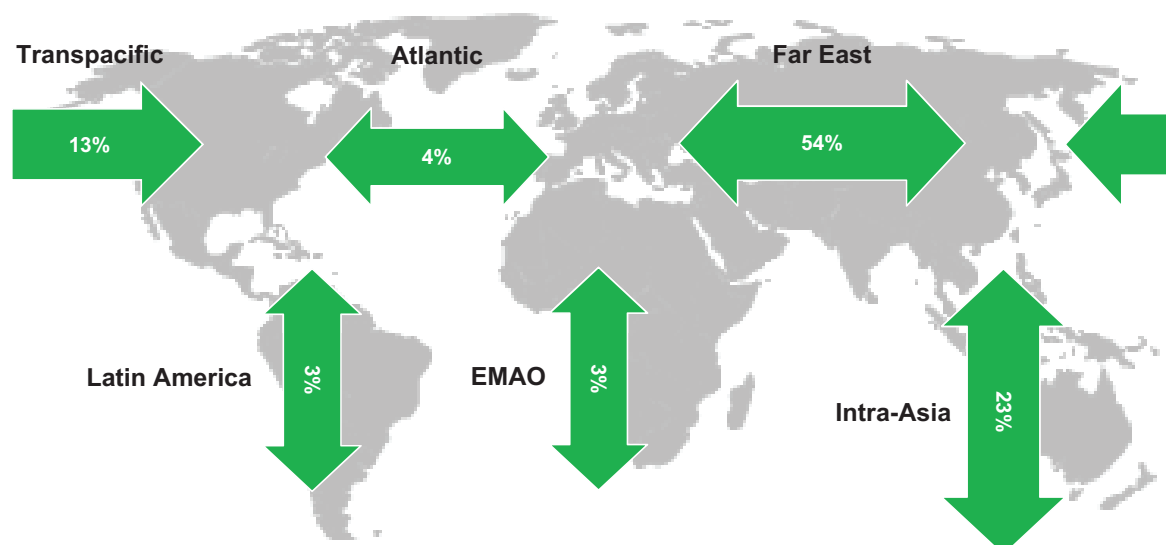 Transpacific
Atlantic
Far East
13%
4%
54%
Latin America
3%
EMAO
3%
Intra-Asia
23%